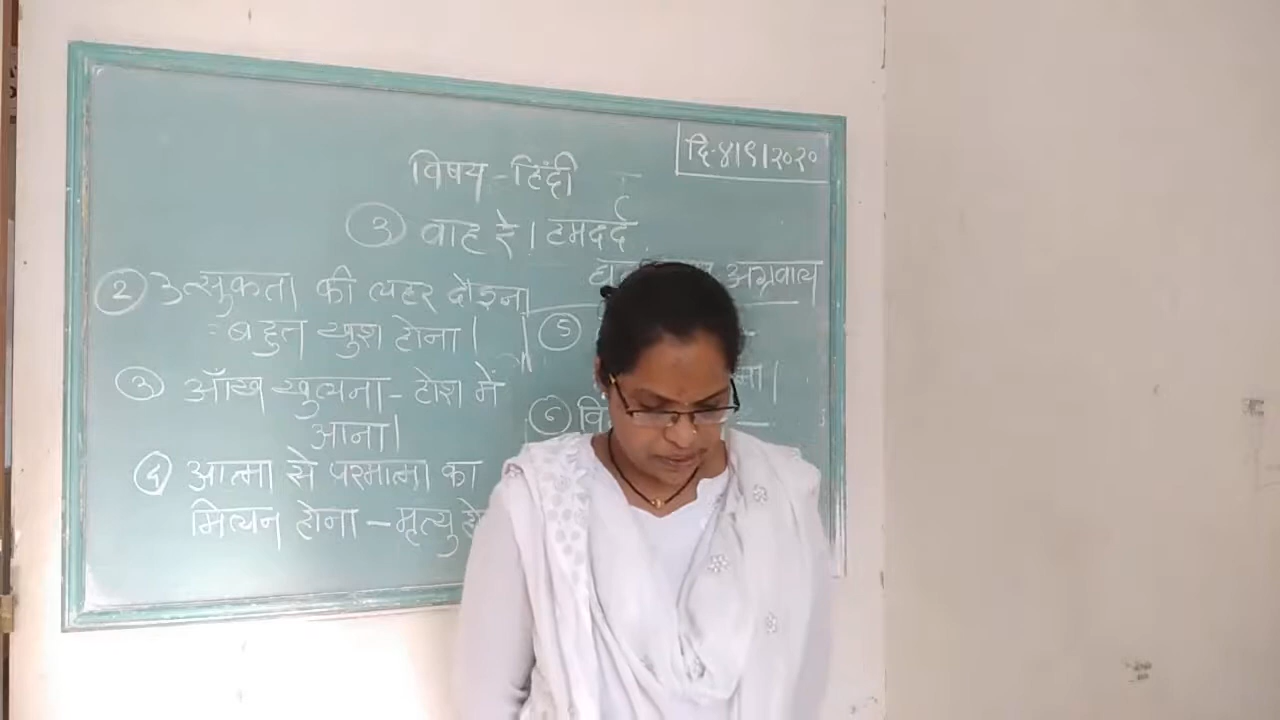 दि-४।९।२०२०
विषय - हिंदी
③ वाह रे। हमदर्द
अग्रवाल
② उत्सुकता की लहर दौड़ना
= बहुत खुश होना।
③ आँख खुलना - होश में
आना।
④ आत्मा से परमात्मा का
मिलन होना - मृत्यु
⑤
⑥